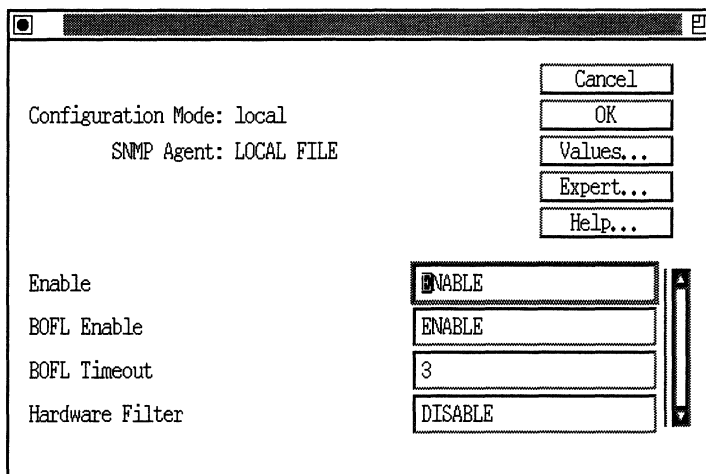 Cancel
Configuration Mode: local
OK
SNMP Agent: LOCAL FILE
Values...
Expert...
Help...
Enable ENABLE
BOFL Enable ENABLE
BOFL Timeout 3
Hardware Filter DISABLE